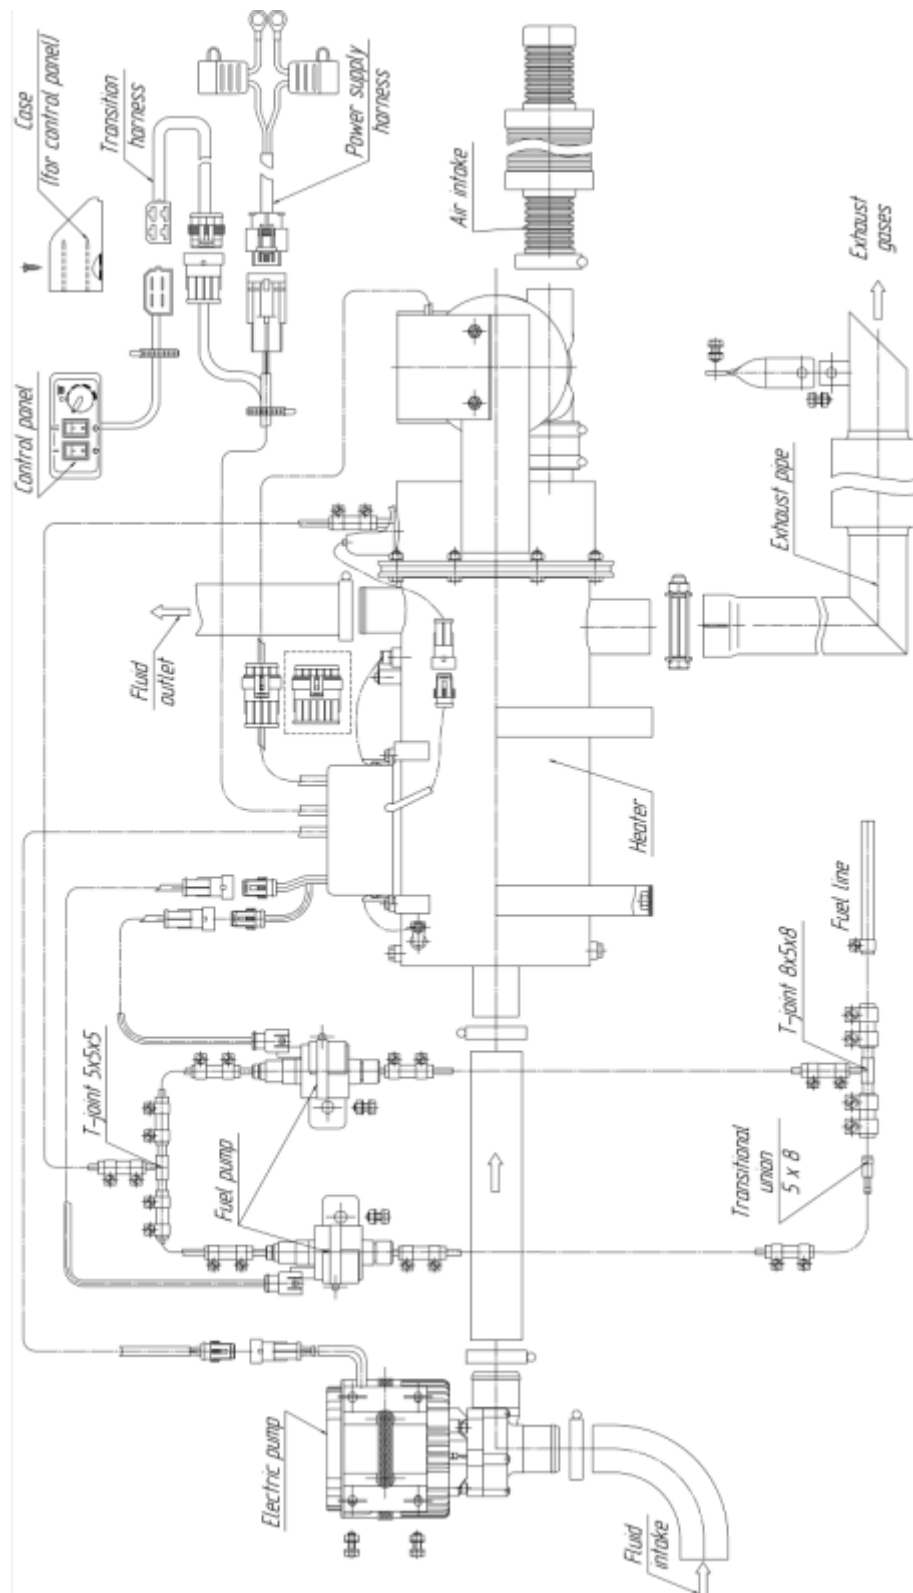 Case
(for control panel)
Transition
harness
Power supply
harness
Control panel
Air intake
Exhaust
gases
Exhaust pipe
Fluid
outlet
Heater
Fuel line
T-joint 8x5x8
T-joint 5x5x5
Fuel pump
Transitional
union
5 x 8
Electric pump
Fluid
intake